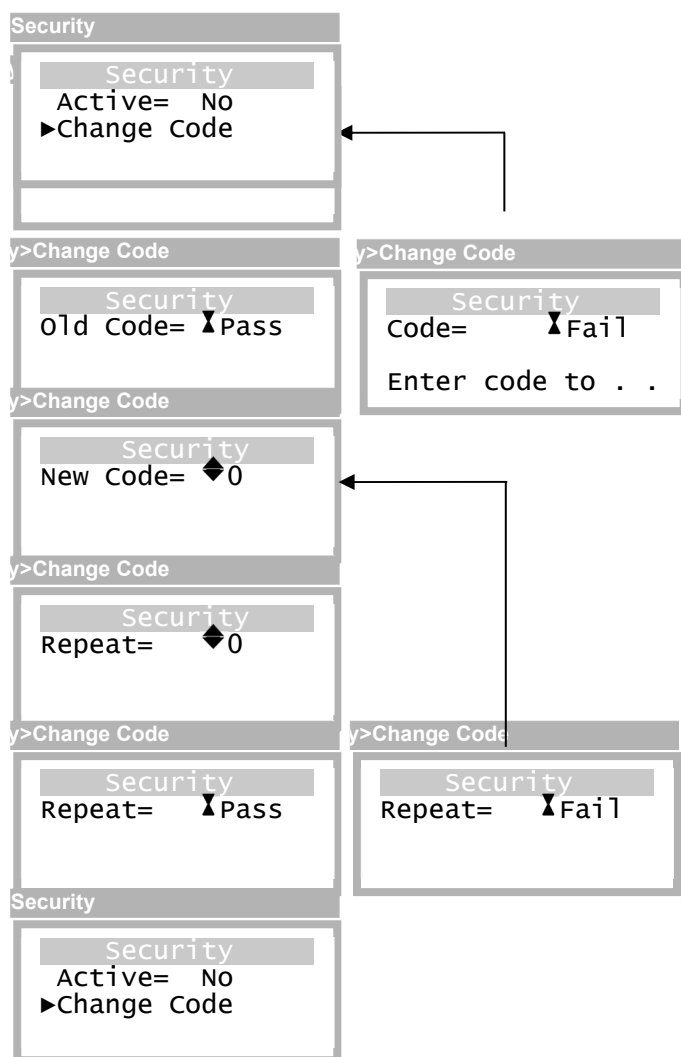 Security
Security
Active= No
►Change Code
y>Change Code
Security
Old Code= Pass
y>Change Code
Security
Code= Fail
Enter code to . .
y>Change Code
Security
New Code= 0
y>Change Code
Security
Repeat= 0
y>Change Code
Security
Repeat= Pass
y>Change Code
Security
Repeat= Fail
Security
Security
Active= No
►Change Code